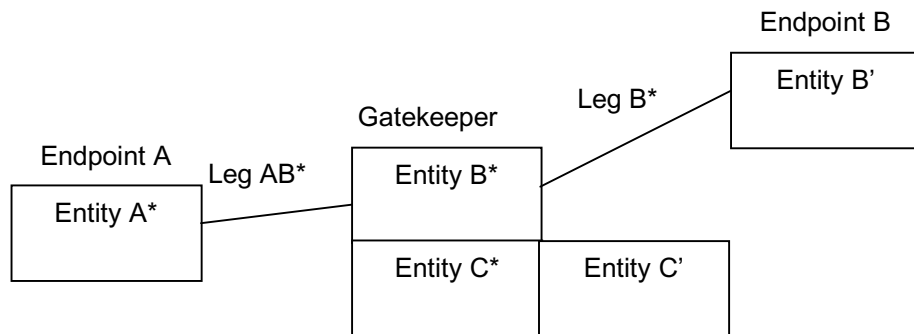 Endpoint B
Entity B’
Leg B*
Gatekeeper
Endpoint A
Leg AB*
Entity B*
Entity A*
Entity C*
Entity C’